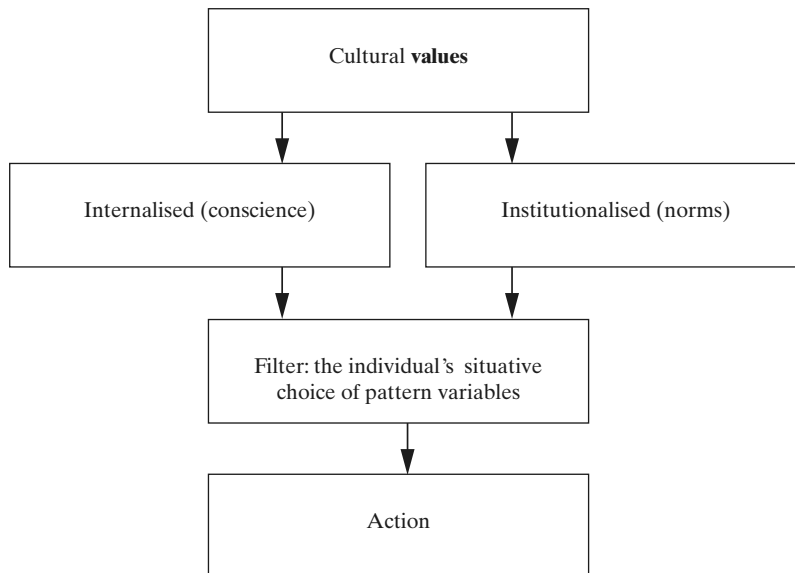 Cultural values
Internalised (conscience)
Institutionalised (norms)
Filter: the individual's situative
choice of pattern variables
Action